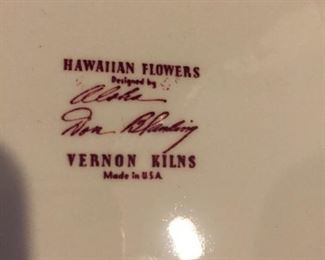 HAWAIIAN FLOWERS
Designed by
Aloha
Don Blanding
VERNON KILNS
Made in U.S.A.